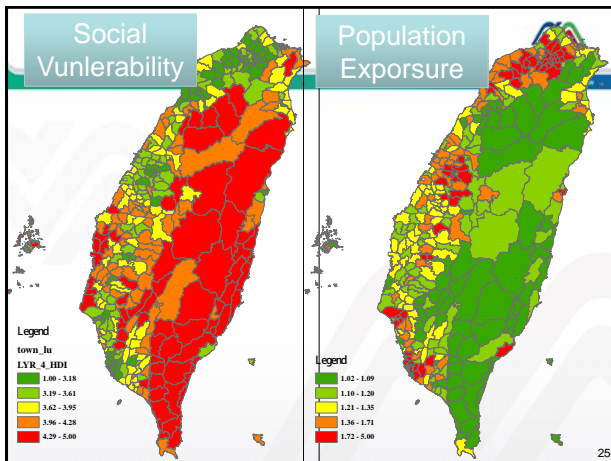 Social
Vunlerability
Population
Exporsure
Legend
town_lu
LYR_4_HDI
1.00 - 3.18
3.19 - 3.61
3.62 - 3.95
3.96 - 4.28
4.29 - 5.00
Legend
1.02 - 1.09
1.10 - 1.20
1.21 - 1.35
1.36 - 1.71
1.72 - 5.00
25